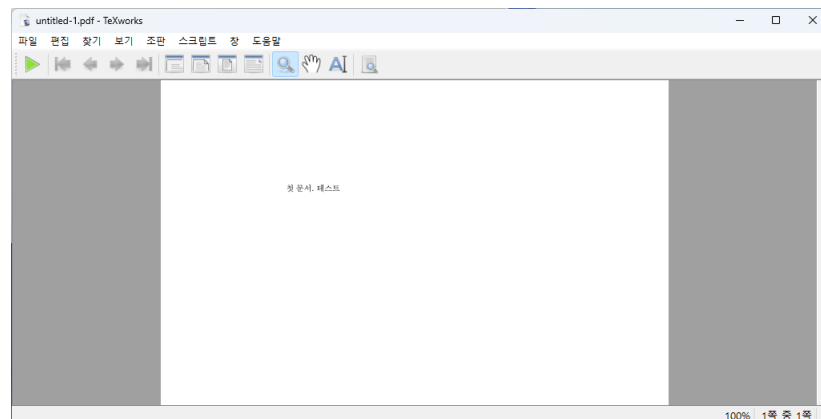 untitled-1.pdf - TeXworks
파일 편집 찾기 보기 조판 스크립트 창 도움말
첫 문서. 테스트
100% 1쪽 중 1쪽